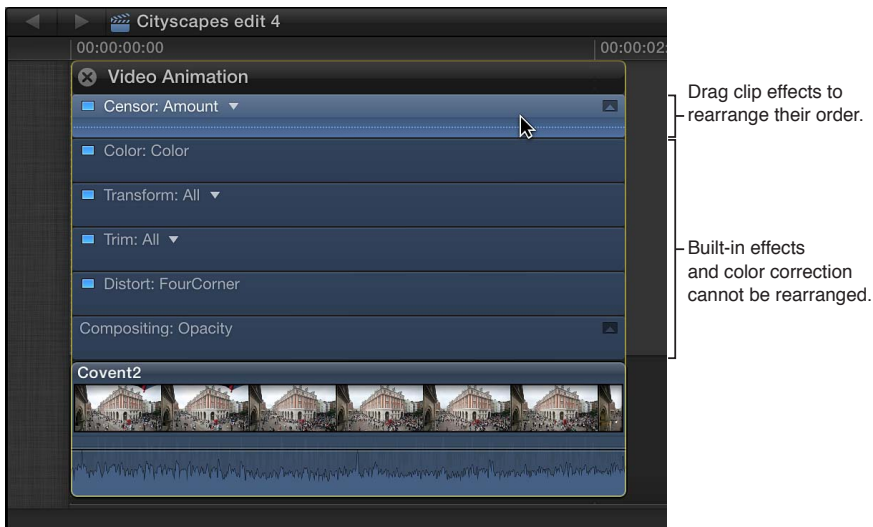 Cityscapes edit 4
00:00:00:00
00:00:02:
Video Animation
Censor: Amount
Drag clip effects to
rearrange their order.
Color: Color
Transform: All
Trim: All
Distort: FourCorner
Built-in effects
and color correction
cannot be rearranged.
Compositing: Opacity
Covent2